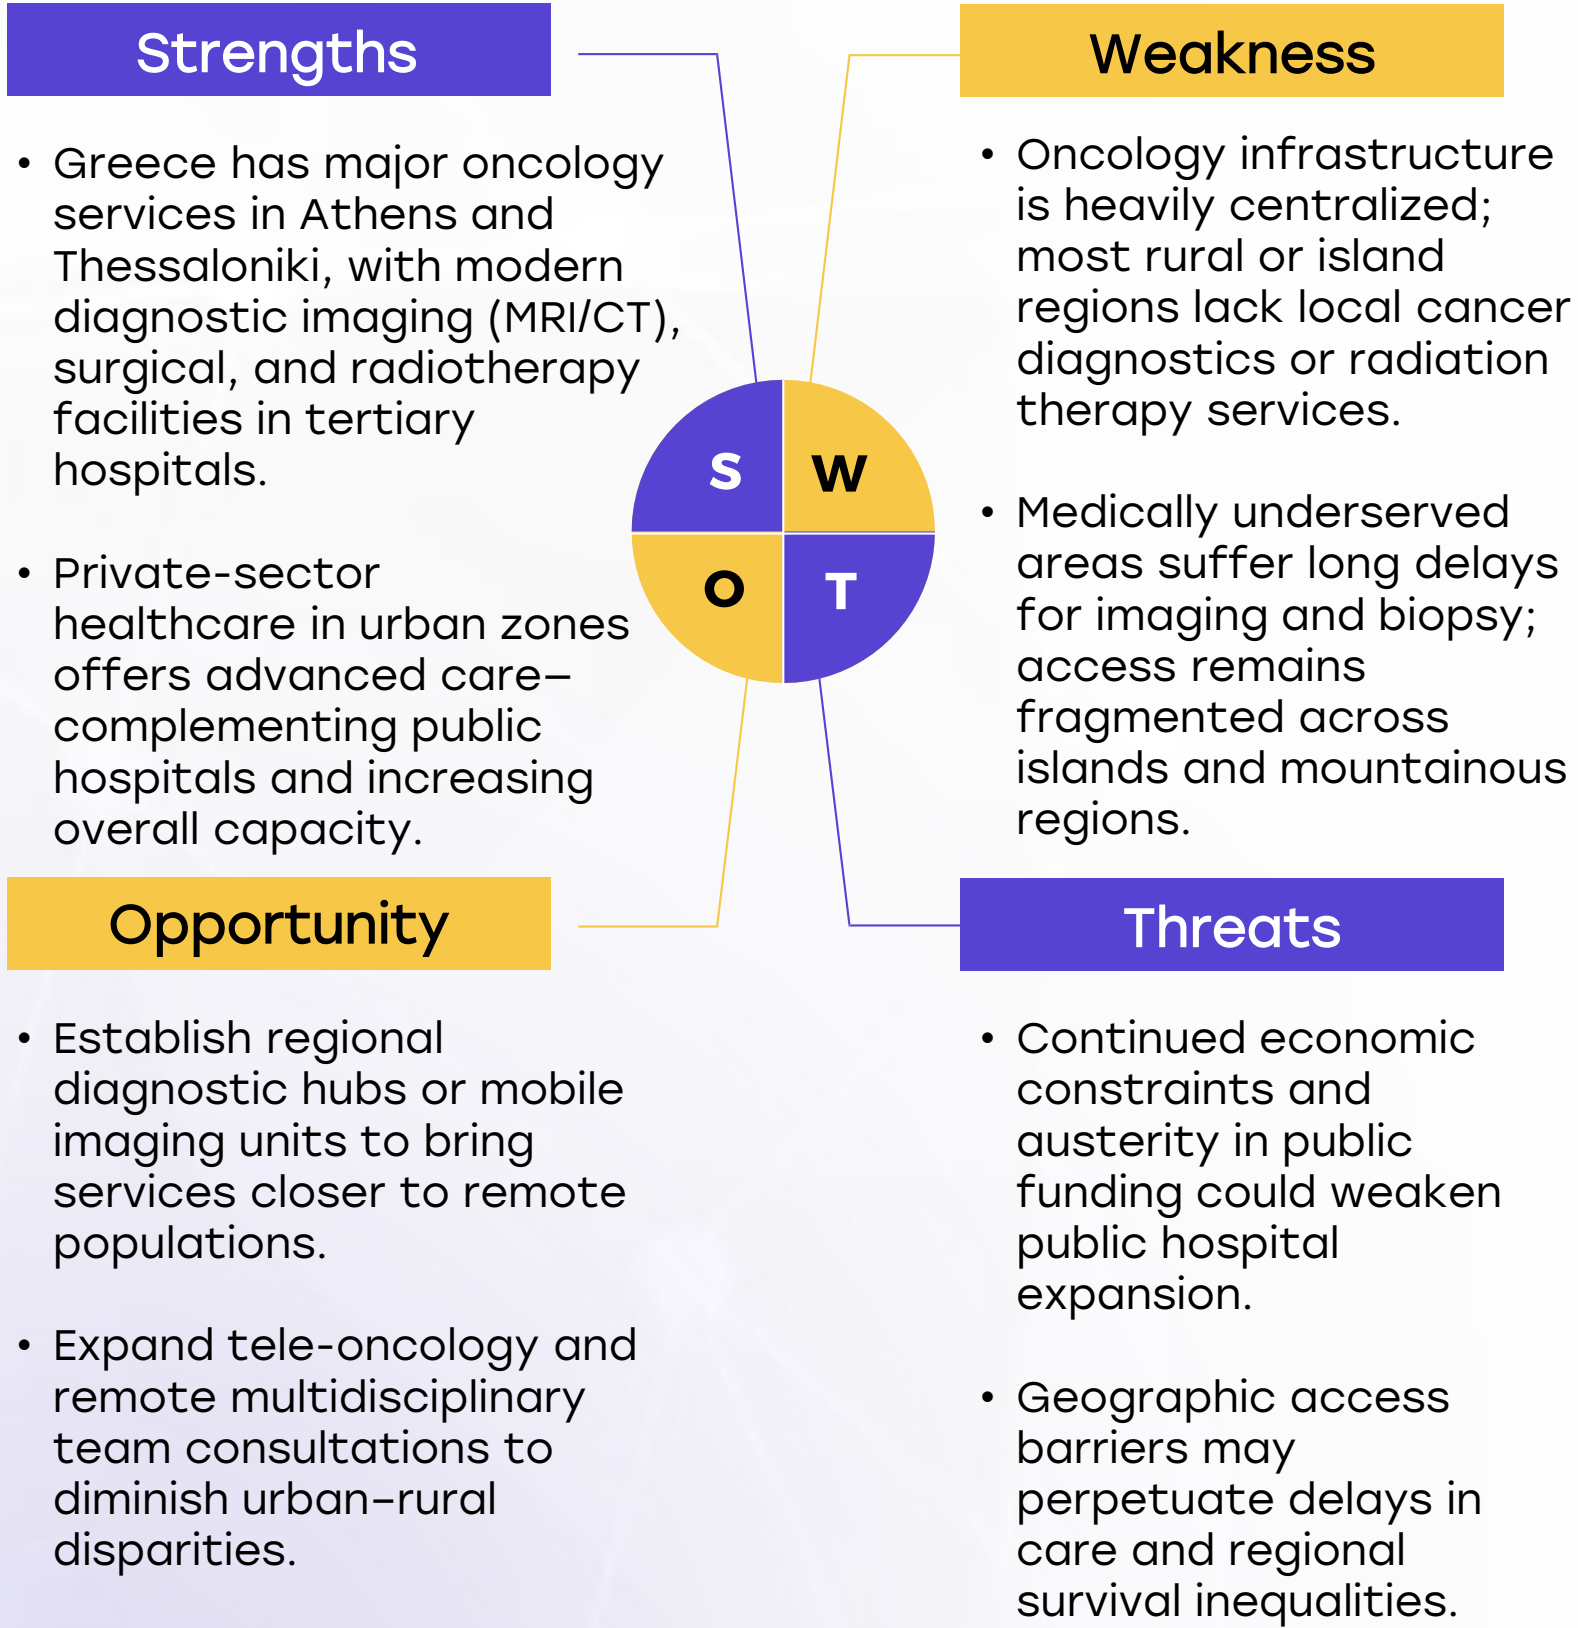 Strengths
• Greece has major oncology
services in Athens and
Thessaloniki, with modern
diagnostic imaging (MRI/CT),
surgical, and radiotherapy
facilities in tertiary
hospitals.
• Private-sector
healthcare in urban zones
offers advanced care—
complementing public
hospitals and increasing
overall capacity.
Weakness
• Oncology infrastructure
is heavily centralized;
most rural or island
regions lack local cancer
diagnostics or radiation
therapy services.
• Medically underserved
areas suffer long delays
for imaging and biopsy;
access remains
fragmented across
islands and mountainous
regions.
S
W
O
T
Opportunity
• Establish regional
diagnostic hubs or mobile
imaging units to bring
services closer to remote
populations.
• Expand tele-oncology and
remote multidisciplinary
team consultations to
diminish urban–rural
disparities.
Threats
• Continued economic
constraints and
austerity in public
funding could weaken
public hospital
expansion.
• Geographic access
barriers may
perpetuate delays in
care and regional
survival inequalities.